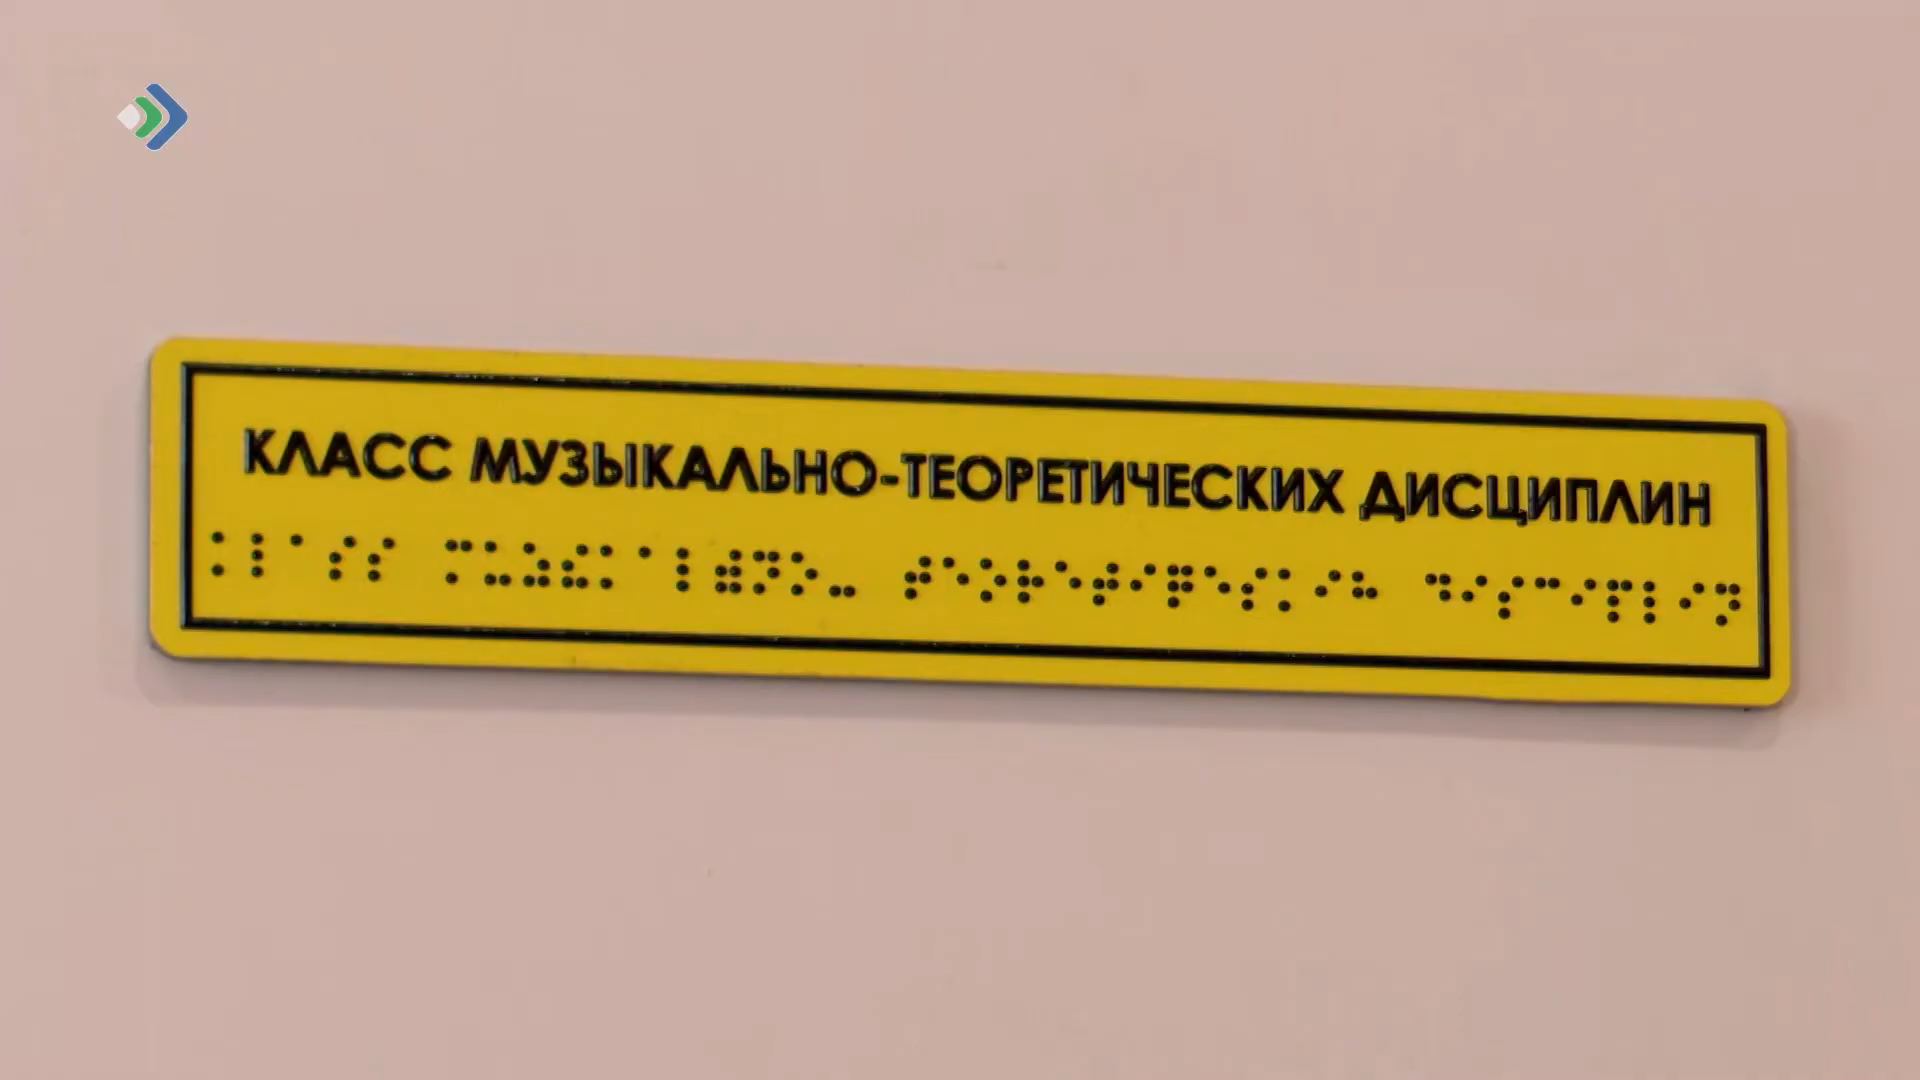 КЛАСС МУЗЫКАЛЬНО-ТЕОРЕТИЧЕСКИХ ДИСЦИПЛИН
⠅⠇⠁⠎⠎ ⠍⠥⠵⠮⠅⠁⠇⠾⠝⠕⠤⠞⠑⠕⠗⠑⠞⠊⠟⠑⠎⠅⠊⠓ ⠙⠊⠎⠉⠊⠏⠇⠊⠝